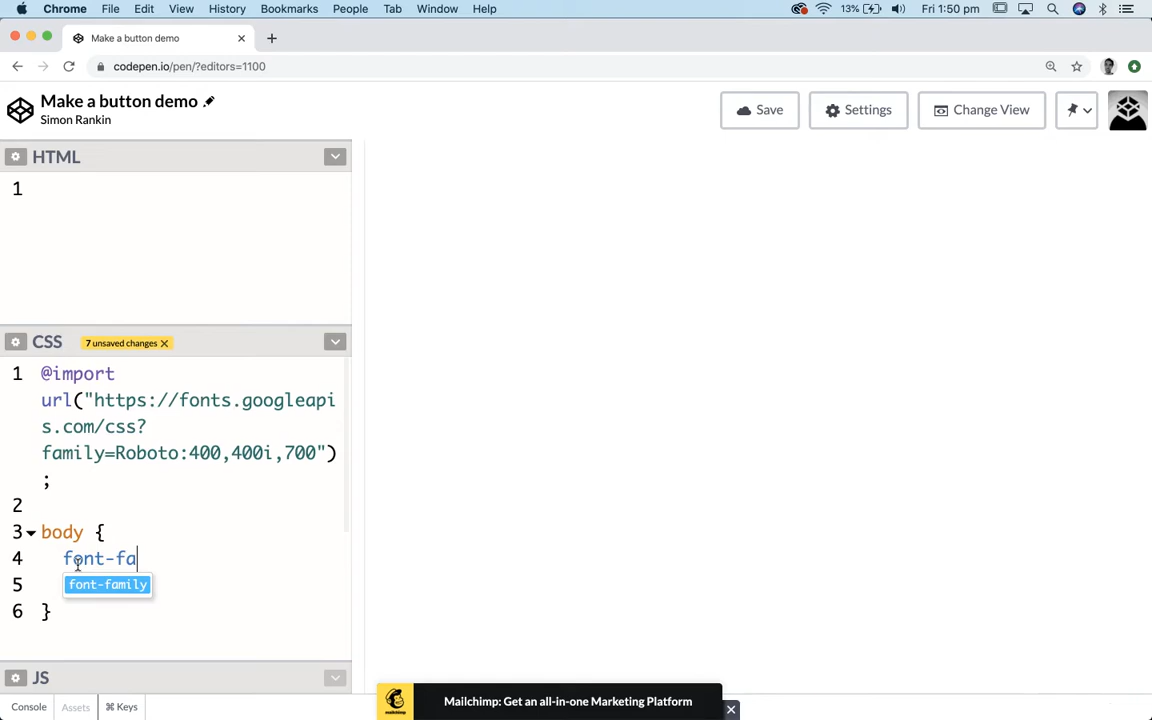 Chrome File Edit View History Bookmarks People Tab Window Help 13% Fri 1:50 pm
Make a button demo
codepen.io/pen/?editors=1100
Make a button demo
Simon Rankin
Save Settings Change View
HTML
1
CSS 7 unsaved changes
1 @import
url("https://fonts.googleapi
s.com/css?
family=Roboto:400,400i,700")
;
2
3 body {
4 font-fa
font-family
5
6 }
JS
Console Assets ⌘ Keys
Mailchimp: Get an all-in-one Marketing Platform